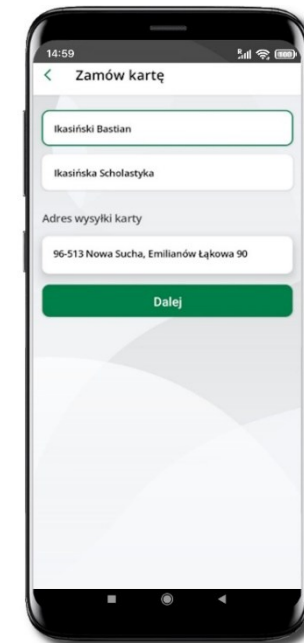 14:59
Zamów kartę
Ikasiński Bastian
Ikasińska Scholastyka
Adres wysyłki karty
96-513 Nowa Sucha, Emilianów Łąkowa 90
Dalej